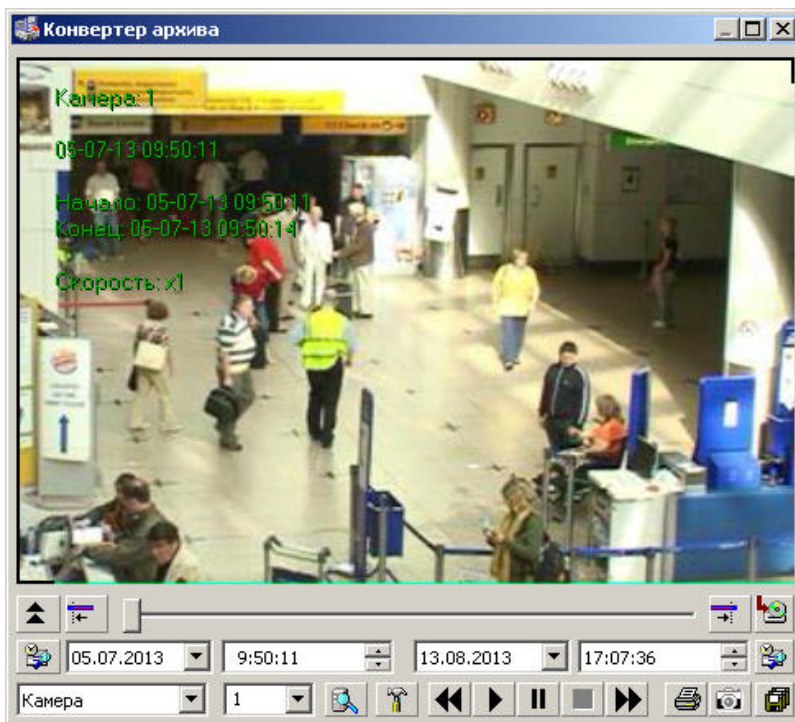 Конвертер архива
Камера: 1
05-07-13 09:50:11
Начало: 05-07-13 09:50:11
Конец: 05-07-13 09:50:14
Скорость: x1
05.07.2013 9:50:11 13.08.2013 17:07:36
Камера 1